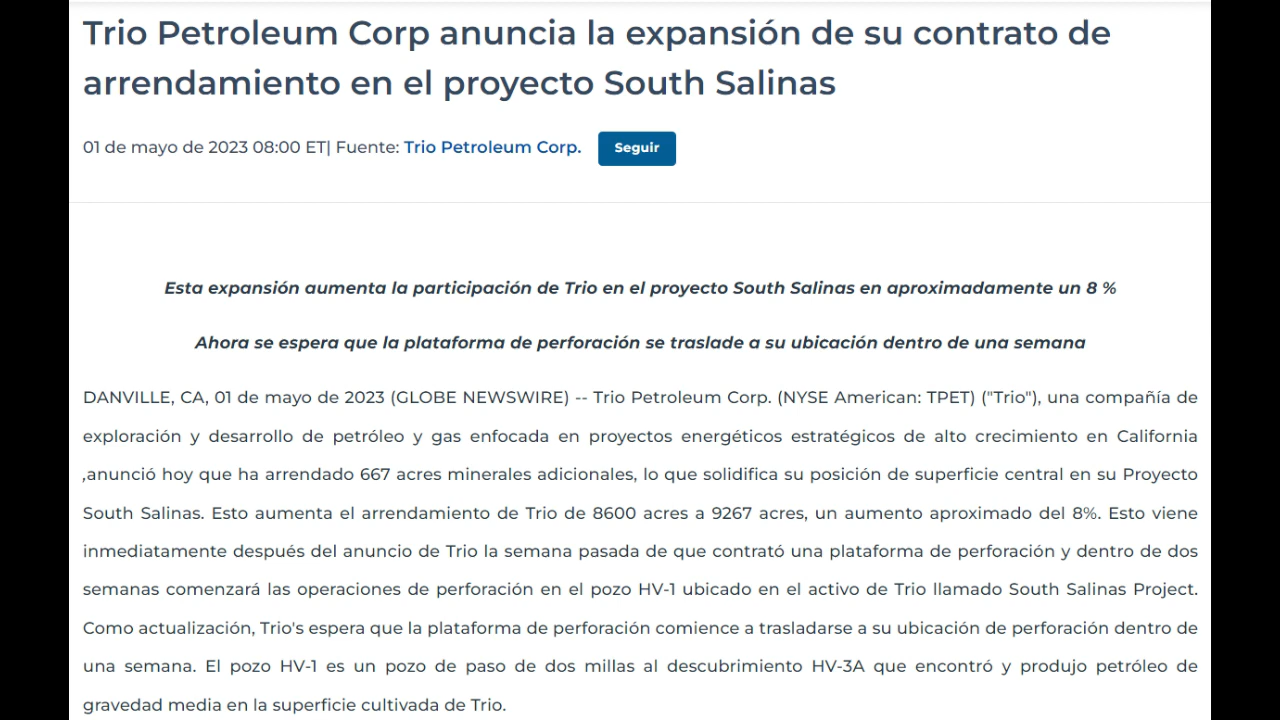 Trio Petroleum Corp anuncia la expansión de su contrato de
arrendamiento en el proyecto South Salinas
01 de mayo de 2023 08:00 ET| Fuente: Trio Petroleum Corp. Seguir
Esta expansión aumenta la participación de Trio en el proyecto South Salinas en aproximadamente un 8 %
Ahora se espera que la plataforma de perforación se traslade a su ubicación dentro de una semana
DANVILLE, CA, 01 de mayo de 2023 (GLOBE NEWSWIRE) -- Trio Petroleum Corp. (NYSE American: TPET) ("Trio"), una compañía de
exploración y desarrollo de petróleo y gas enfocada en proyectos energéticos estratégicos de alto crecimiento en California
,anunció hoy que ha arrendado 667 acres minerales adicionales, lo que solidifica su posición de superficie central en su Proyecto
South Salinas. Esto aumenta el arrendamiento de Trio de 8600 acres a 9267 acres, un aumento aproximado del 8%. Esto viene
inmediatamente después del anuncio de Trio la semana pasada de que contrató una plataforma de perforación y dentro de dos
semanas comenzará las operaciones de perforación en el pozo HV-1 ubicado en el activo de Trio llamado South Salinas Project.
Como actualización, Trio's espera que la plataforma de perforación comience a trasladarse a su ubicación de perforación dentro de
una semana. El pozo HV-1 es un pozo de paso de dos millas al descubrimiento HV-3A que encontró y produjo petróleo de
gravedad media en la superficie cultivada de Trio.